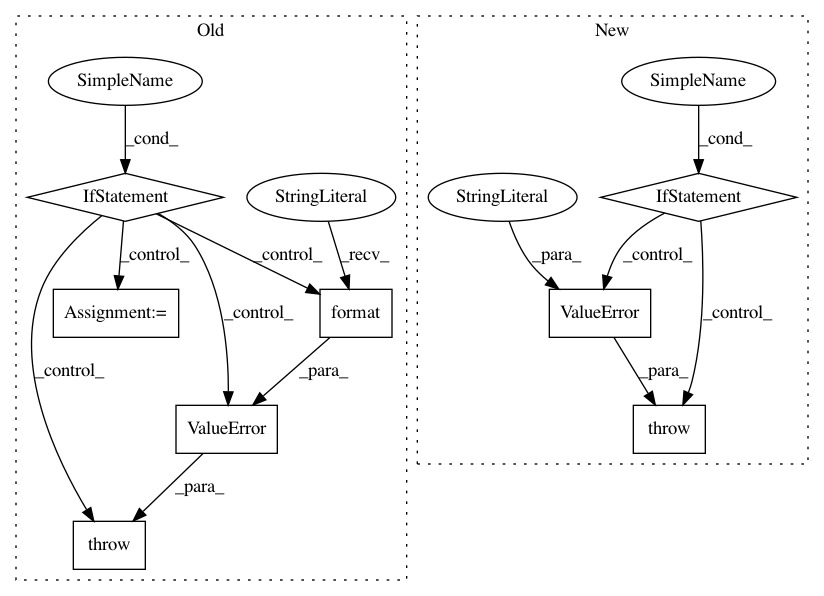 Old
New
SimpleName
SimpleName
_cond_
_cond_
IfStatement
StringLiteral
StringLiteral
IfStatement
_control_
_control_
_recv_
_para_
_control_
Assignment:=
_control_
format
ValueError
_control_
_control_
_para_
_para_
ValueError
throw
_para_
throw